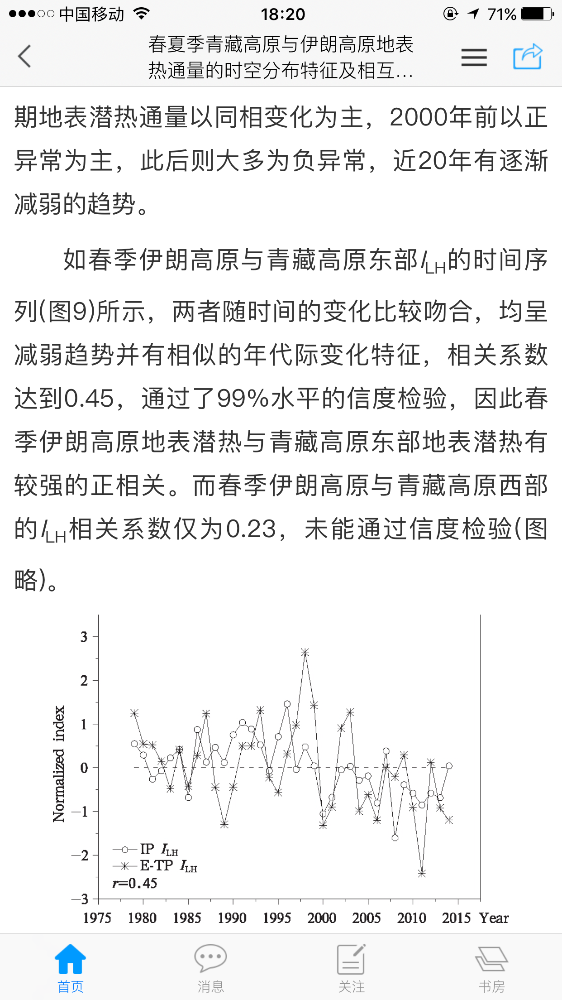 中国移动
18:20
71%
春夏季青藏高原与伊朗高原地表
热通量的时空分布特征及相互...
期地表潜热通量以同相变化为主，2000年前以正
异常为主，此后则大多为负异常，近20年有逐渐
减弱的趋势。
如春季伊朗高原与青藏高原东部ILH的时间序
列(图9)所示，两者随时间的变化比较吻合，均呈
减弱趋势并有相似的年代际变化特征，相关系数
达到0.45，通过了99%水平的信度检验，因此春
季伊朗高原地表潜热与青藏高原东部地表潜热有
较强的正相关。而春季伊朗高原与青藏高原西部
的ILH相关系数仅为0.23，未能通过信度检验(图
略)。
Normalized index
3
2
1
0
−1
−2
−3
IP ILH
E-TP ILH
r=0.45
1975 1980 1985 1990 1995 2000 2005 2010 2015 Year
首页 消息 关注 书房